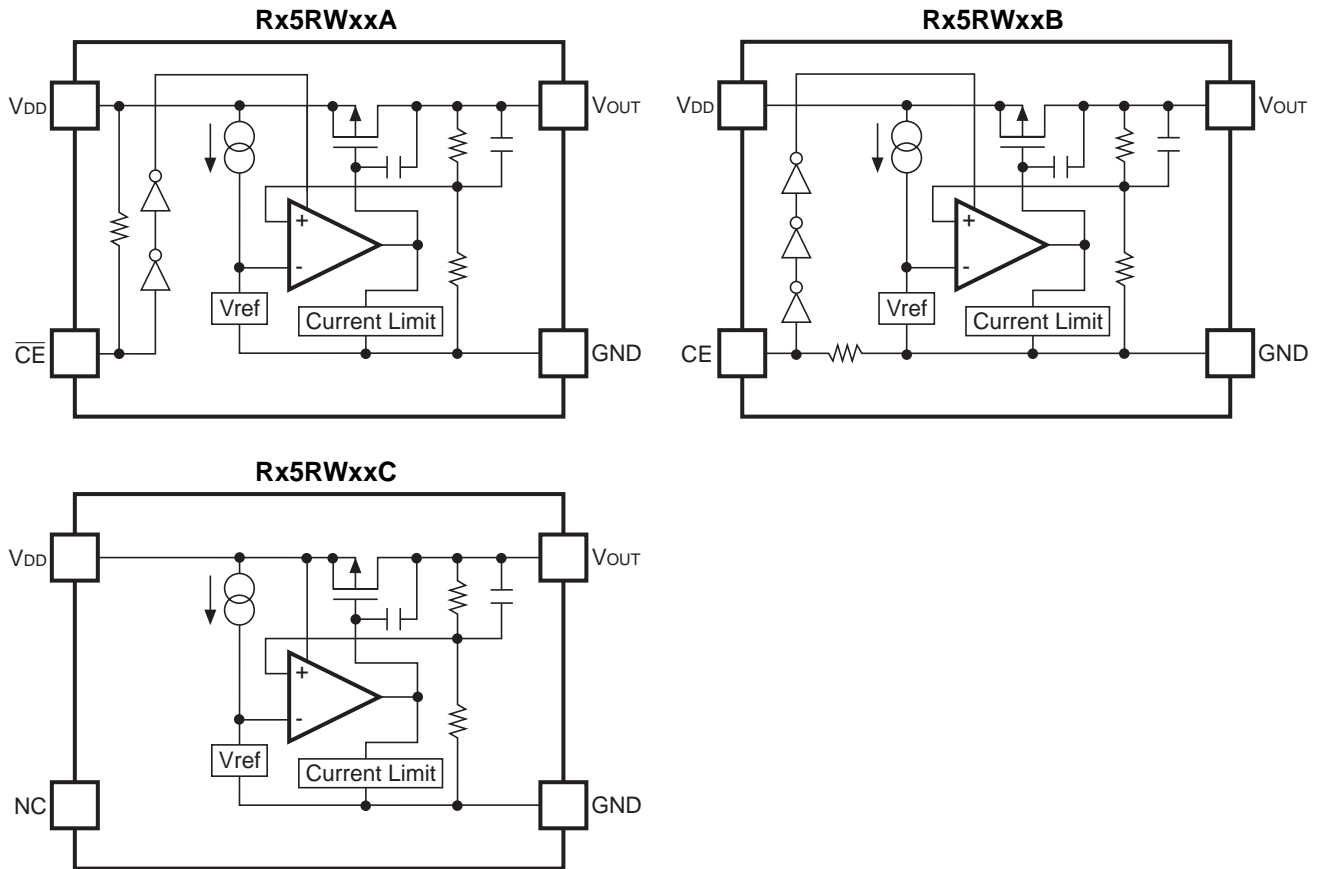 Rx5RWxxA
VDD
VOUT
+
-
Vref
Current Limit
CE
GND
Rx5RWxxB
VDD
VOUT
+
-
Vref
Current Limit
CE
GND
Rx5RWxxC
VDD
VOUT
+
-
Vref
Current Limit
NC
GND